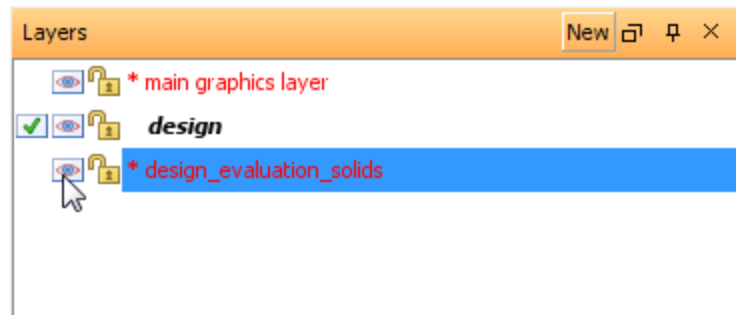 Layers New
* main graphics layer
design
* design_evaluation_solids